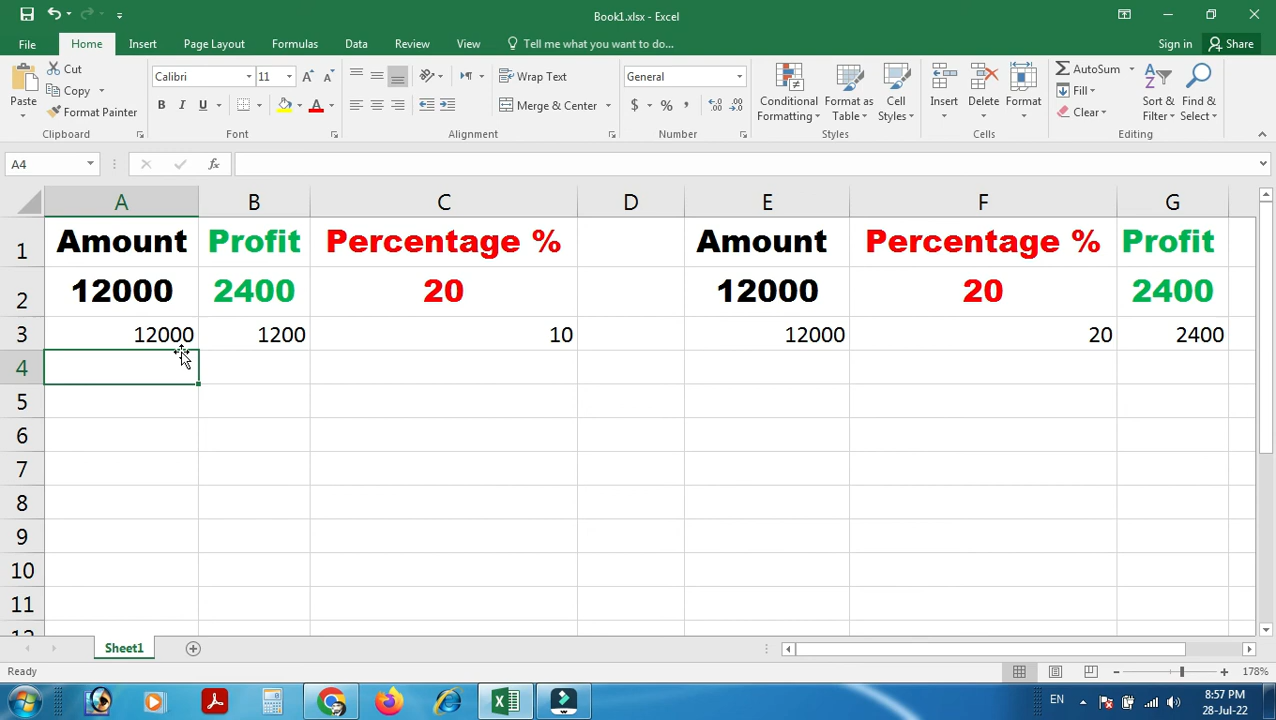 Book1.xlsx - Excel
File Home Insert Page Layout Formulas Data Review View Tell me what you want to do... Sign in Share
Paste Cut Copy Format Painter Clipboard
Calibri 11 B I U A Font
Wrap Text Merge & Center Alignment
General $ % , Number
Conditional Formatting Format as Table Cell Styles Styles
Insert Delete Format Cells
AutoSum Fill Clear Sort & Filter Find & Select Editing
A4 fx
A B C D E F G
1 Amount Profit Percentage % Amount Percentage % Profit
2 12000 2400 20 12000 20 2400
3 12000 1200 10 12000 20 2400
4
5
6
7
8
9
10
11
12
Sheet1
Ready 178%
EN 8:57 PM
28-Jul-22